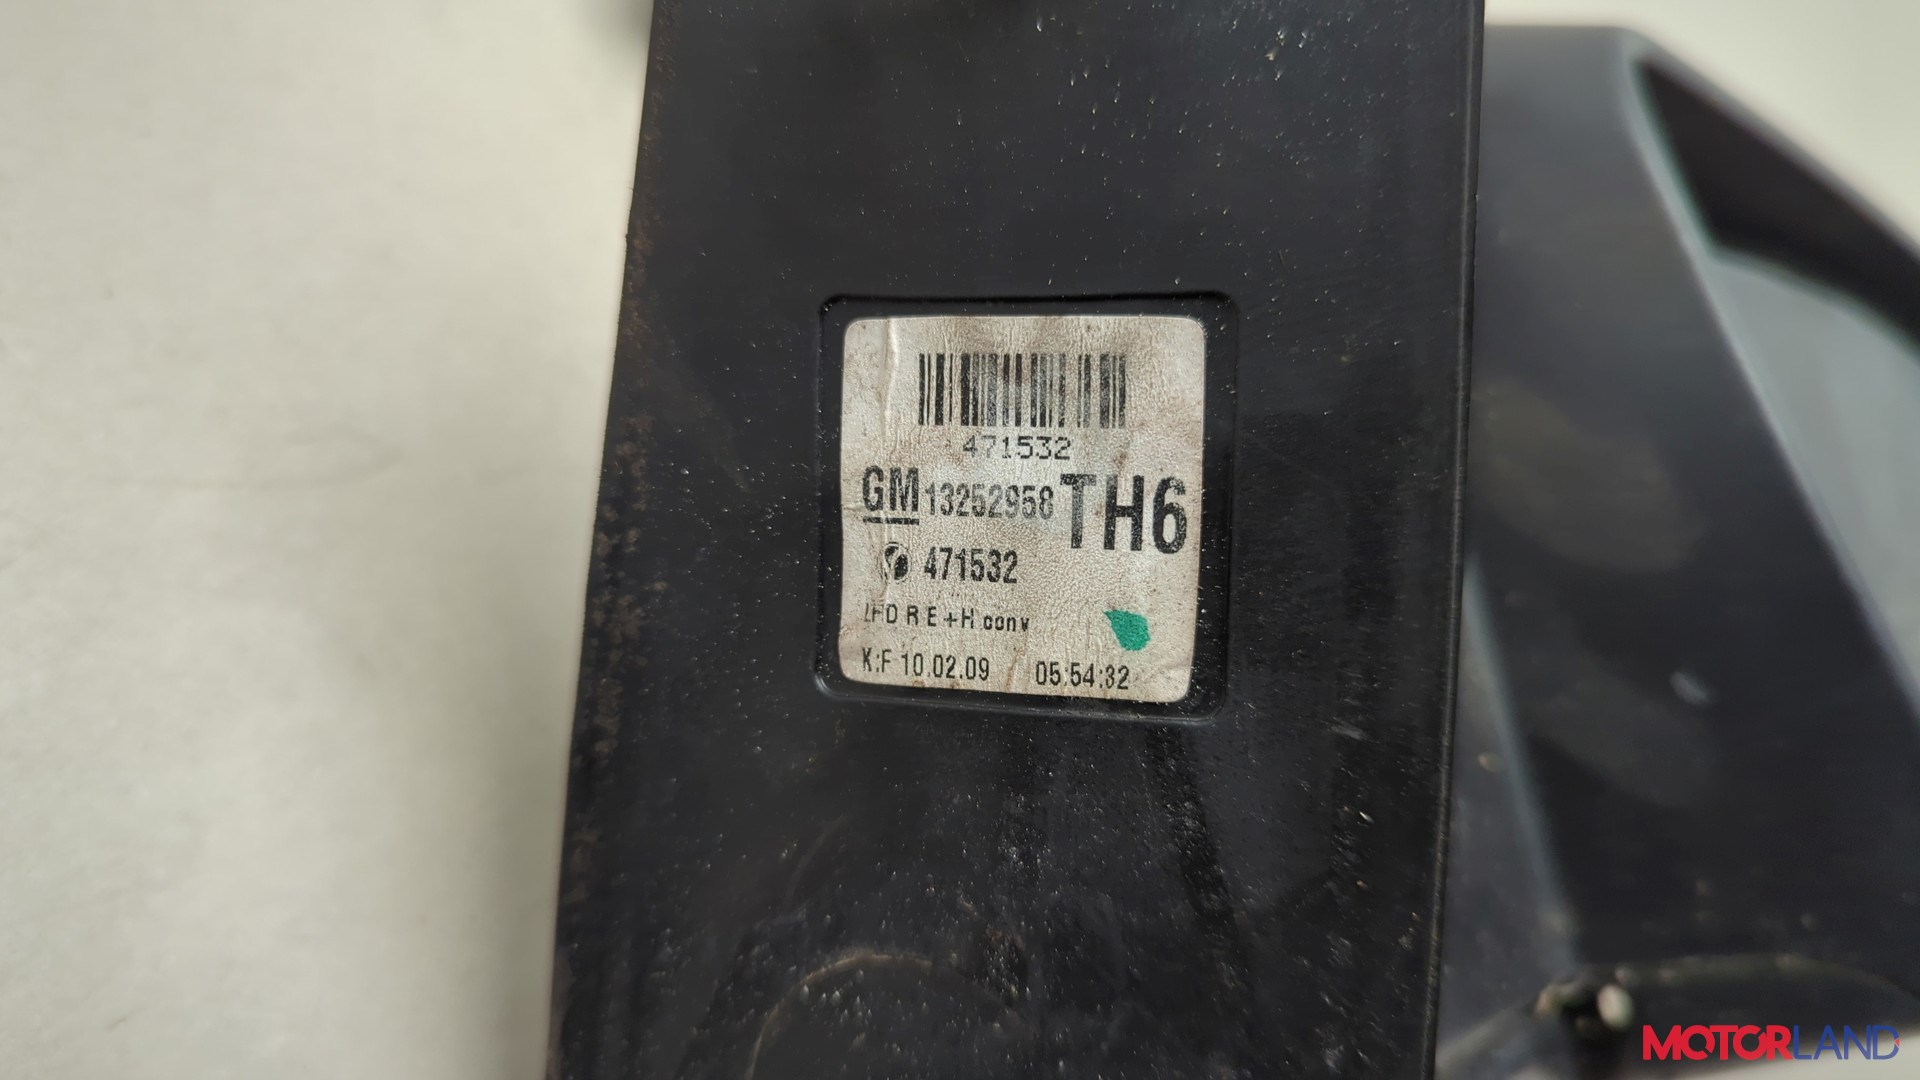 471532
GM 13252958 TH6
471532
LHD R E+H conv
K:F 10.02.09 05:54:32
MOTORLAND